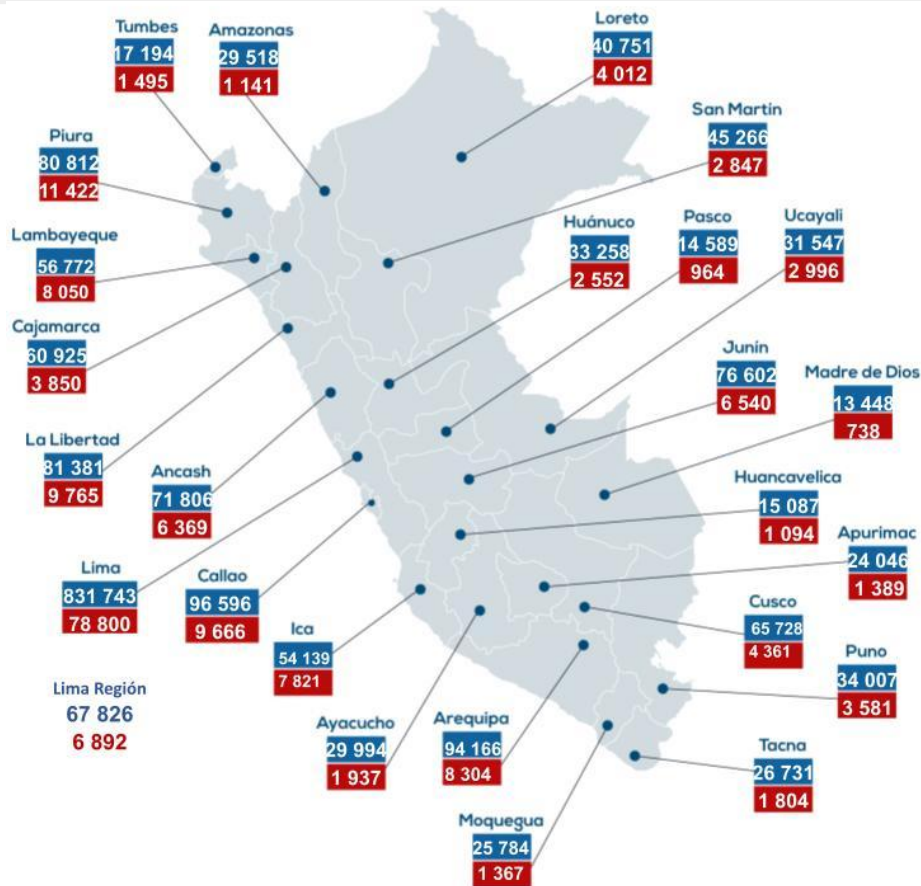 Tumbes
17 194
1 495
Amazonas
29 518
1 141
Loreto
40 751
4 012
San Martin
45 266
2 847
Piura
80 812
11 422
Huánuco
33 258
2 552
Pasco
14 589
964
Ucayali
31 547
2 996
Lambayeque
56 772
8 050
Cajamarca
60 925
3 850
Junín
76 602
6 540
Madre de Dios
13 448
738
La Libertad
81 381
9 765
Ancash
71 806
6 369
Huancavelica
15 087
1 094
Apurimac
24 046
1 389
Lima
831 743
78 800
Callao
96 596
9 666
Ica
54 139
7 821
Cusco
65 728
4 361
Puno
34 007
3 581
Lima Región
67 826
6 892
Ayacucho
29 994
1 937
Arequipa
94 166
8 304
Tacna
26 731
1 804
Moquegua
25 784
1 367